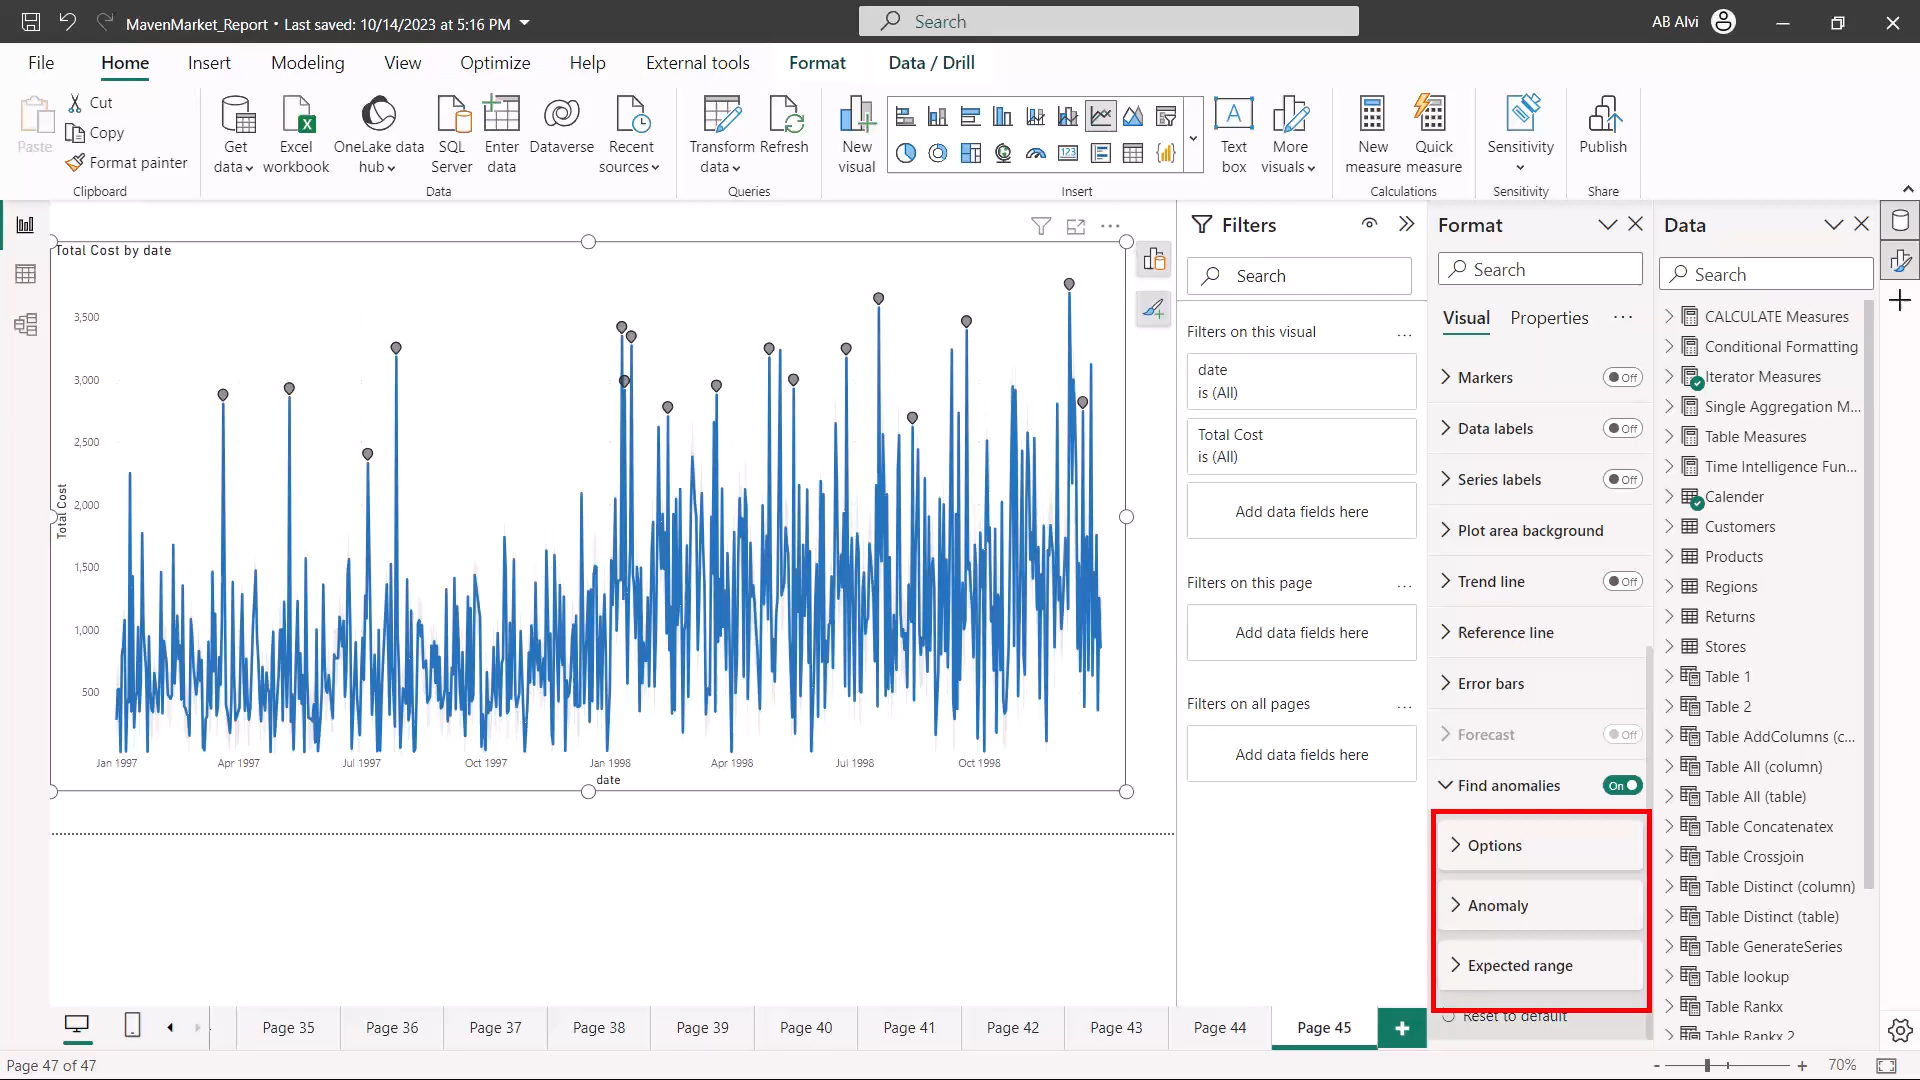 MavenMarket_Report • Last saved: 10/14/2023 at 5:16 PM
Search
AB Alvi
File
Home
Insert
Modeling
View
Optimize
Help
External tools
Format
Data / Drill
Paste
Cut
Copy
Format painter
Clipboard
Get data
Excel workbook
OneLake data hub
SQL Server
Enter data
Dataverse
Recent sources
Data
Transform data
Refresh
Queries
New visual
Text box
More visuals
Insert
New measure
Quick measure
Calculations
Sensitivity
Sensitivity
Publish
Share
Total Cost by date
3,500
3,000
2,500
2,000
1,500
1,000
500
Total Cost
Jan 1997
Apr 1997
Jul 1997
Oct 1997
Jan 1998
Apr 1998
Jul 1998
Oct 1998
date
Filters
Search
Filters on this visual
date
is (All)
Total Cost
is (All)
Add data fields here
Filters on this page
Add data fields here
Filters on all pages
Add data fields here
Format
Search
Visual
Properties
Markers
Off
Data labels
Off
Series labels
Off
Plot area background
Trend line
Off
Reference line
Error bars
Forecast
Off
Find anomalies
On
Options
Anomaly
Expected range
Reset to default
Data
Search
CALCULATE Measures
Conditional Formatting
Iterator Measures
Single Aggregation M...
Table Measures
Time Intelligence Fun...
Calender
Customers
Products
Regions
Returns
Stores
Table 1
Table 2
Table AddColumns (c...
Table All (column)
Table All (table)
Table Concatenatex
Table Crossjoin
Table Distinct (column)
Table Distinct (table)
Table GenerateSeries
Table lookup
Table Rankx
Table Rankx 2
Page 35
Page 36
Page 37
Page 38
Page 39
Page 40
Page 41
Page 42
Page 43
Page 44
Page 45
Page 47 of 47
70%